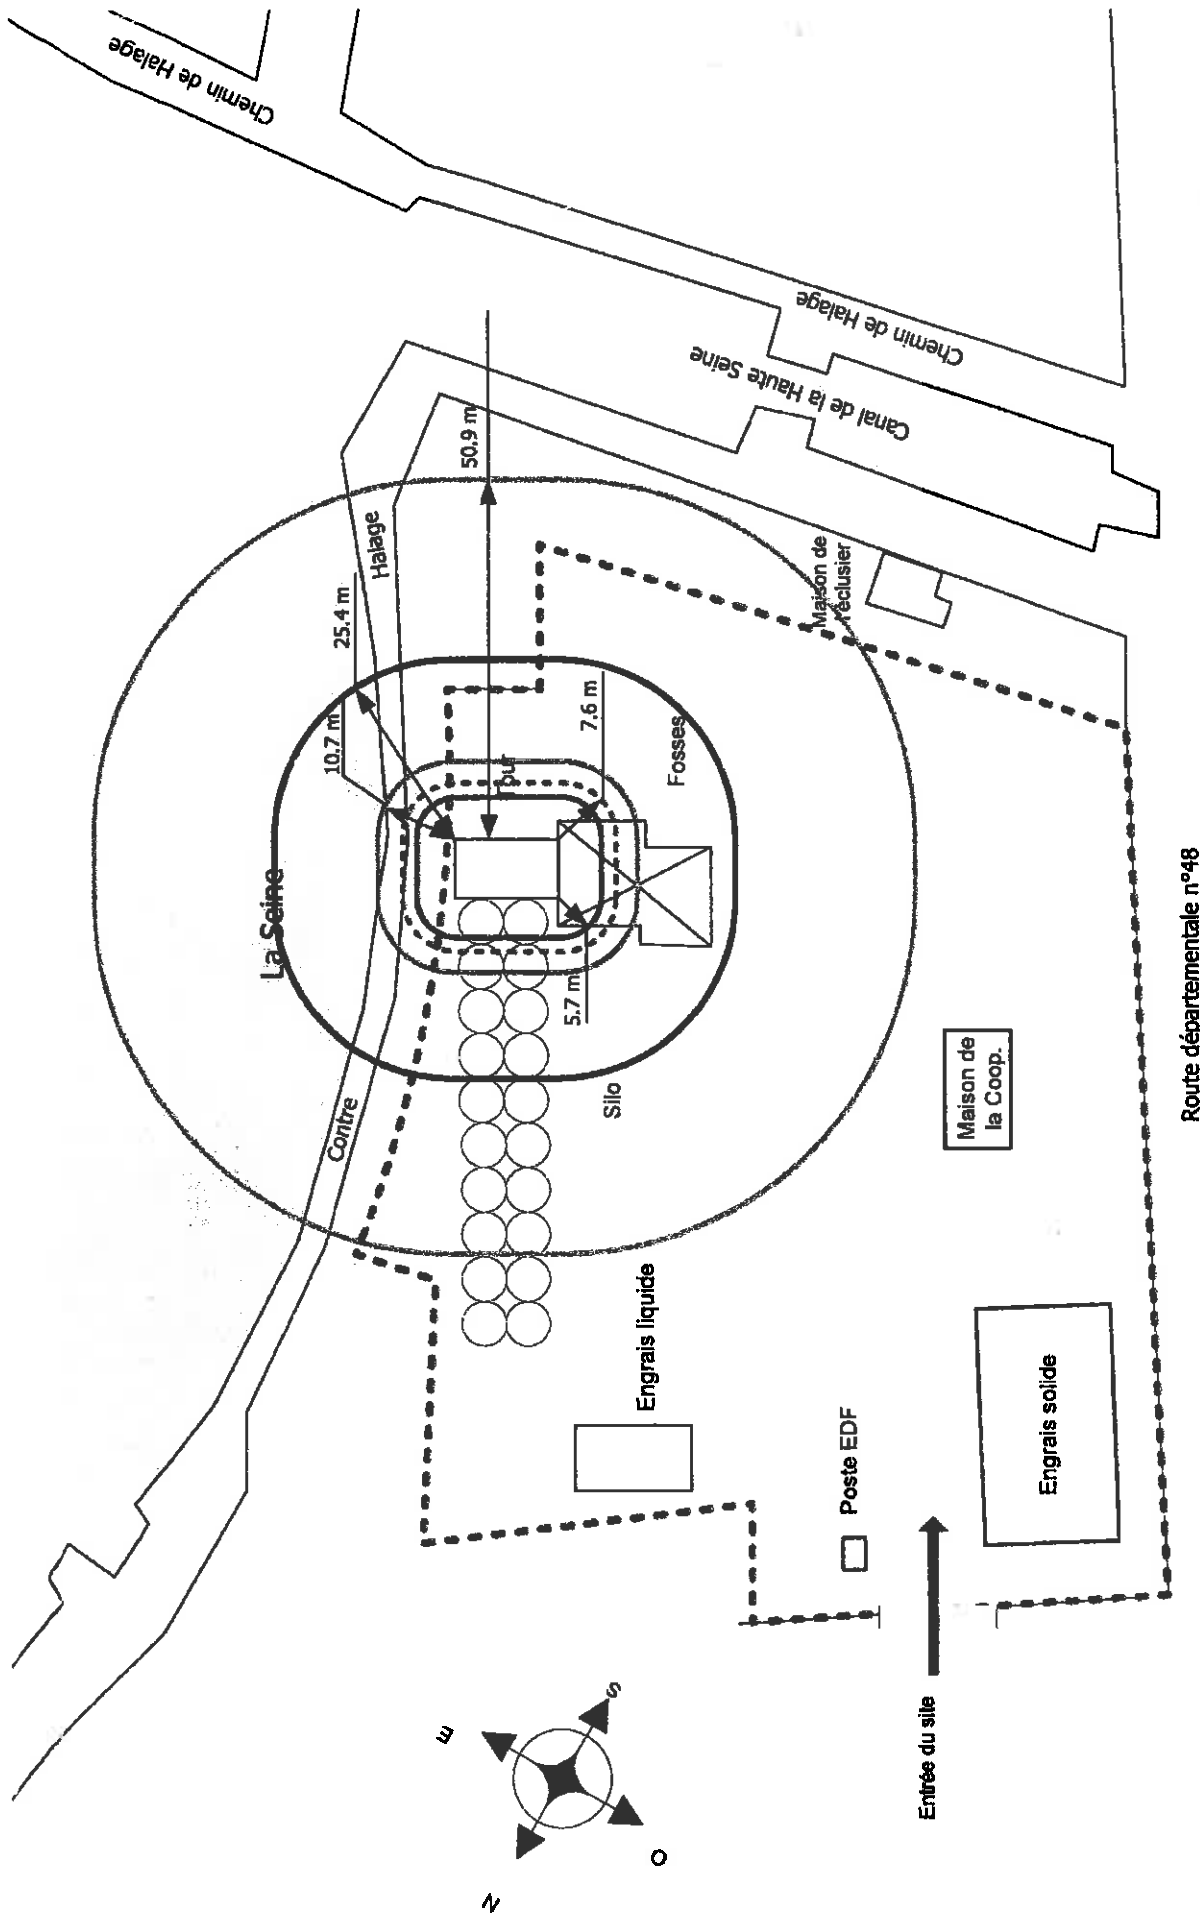 Chemin de Halage
Chemin de Halage
Canal de la Haute Seine
50.9 m
Halage
25.4 m
10.7 m
Maison de
l'éclusier
7.6 m
Fosses
Tour
La Seine
5.7 m
Contre
Silo
Maison de
la Coop.
Route départementale n°48
Engrais liquide
Engrais solide
Poste EDF
Entrée du site
E
S
N
O